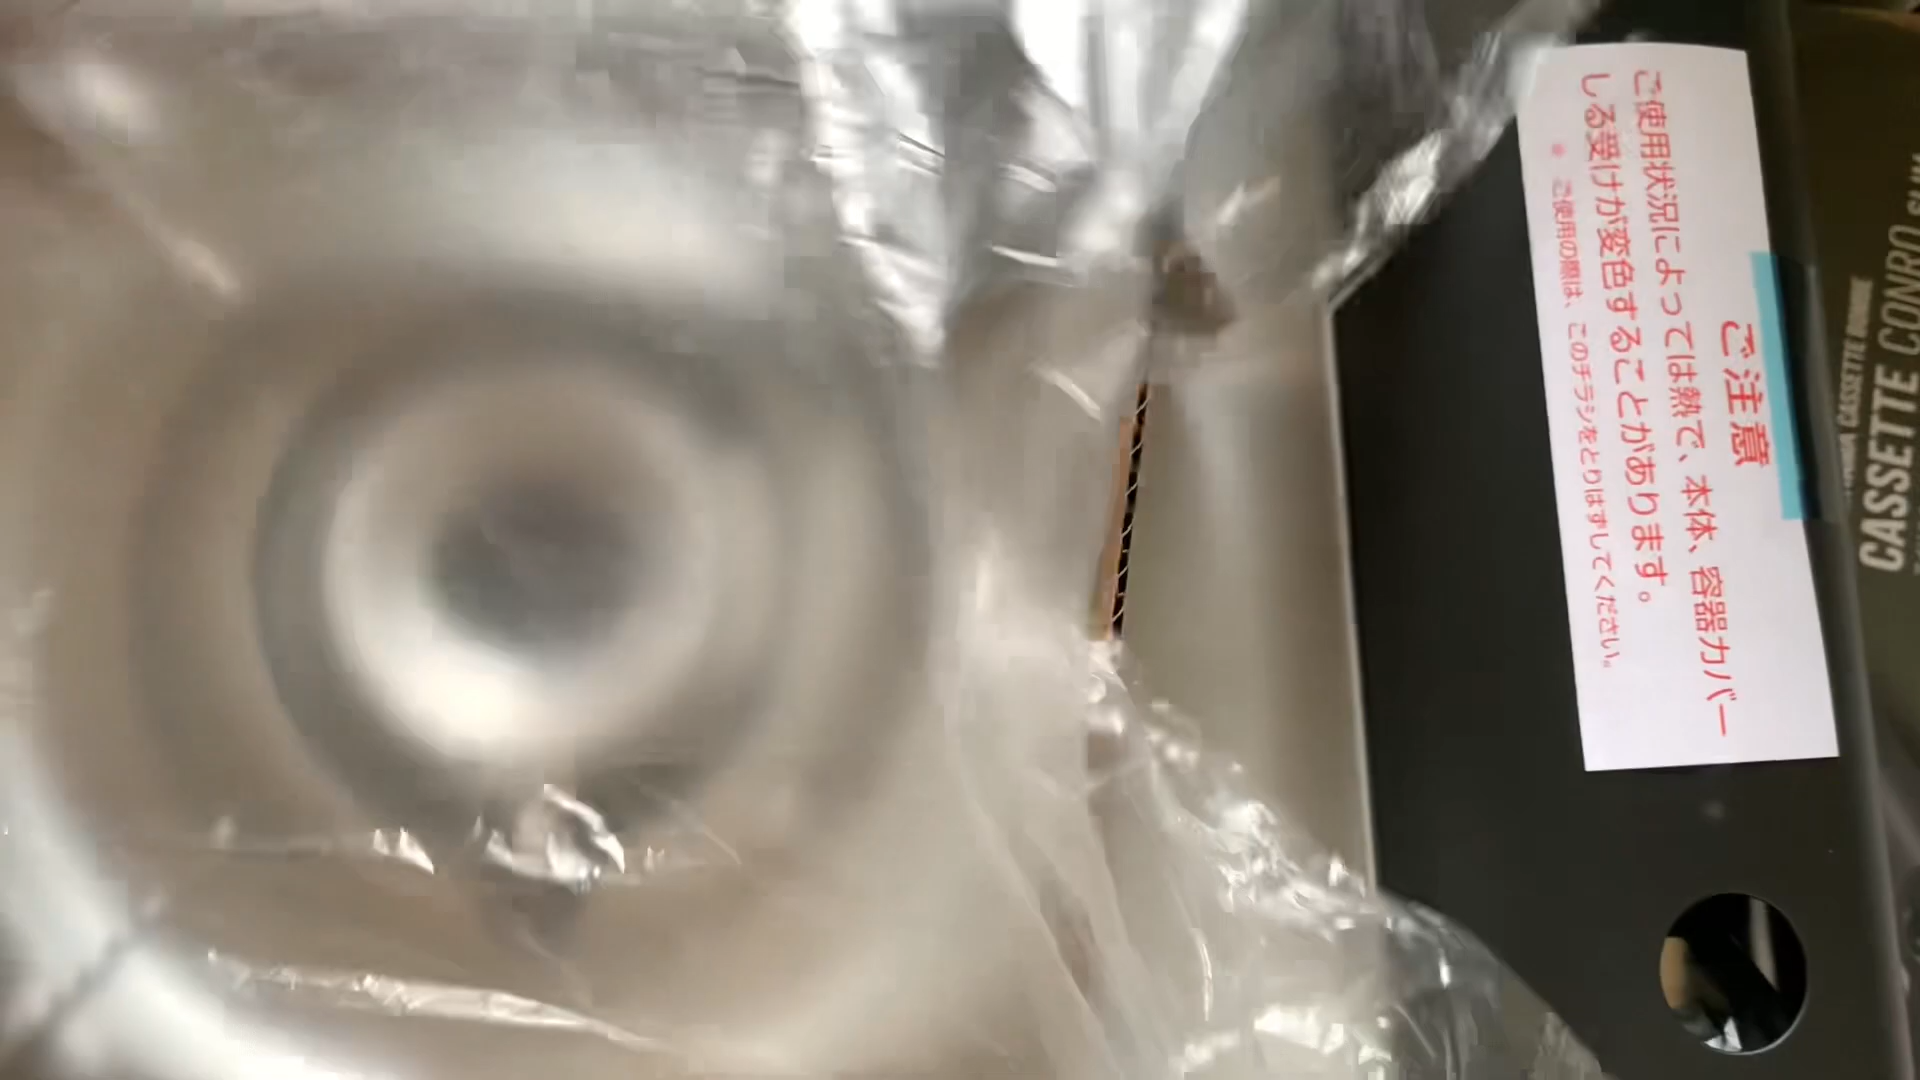 ご注意
ご使用状況によっては熱で、本体、容器カバー
しる受けが変色することがあります。
※ ご使用の際は、このチラシをとりはずしてください。
CASSETTE BONBE
CASSETTE CONRO